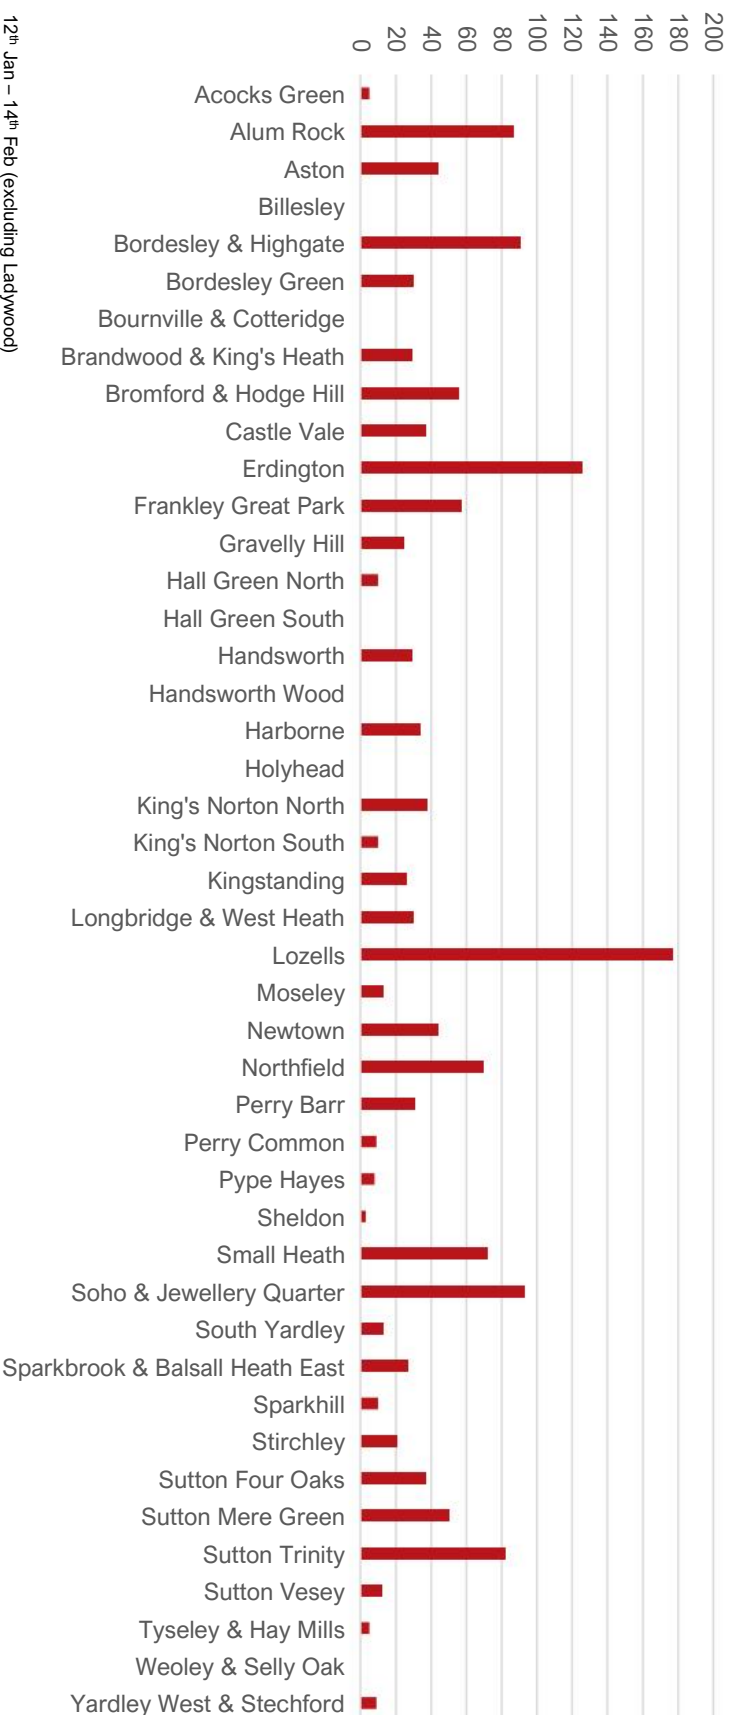 0
20
40
60
80
100
120
140
160
180
200
Acocks Green
Alum Rock
Aston
Billesley
Bordesley & Highgate
Bordesley Green
Bournville & Cotteridge
Brandwood & King's Heath
Bromford & Hodge Hill
Castle Vale
Erdington
Frankley Great Park
Gravelly Hill
Hall Green North
Hall Green South
Handsworth
Handsworth Wood
Harborne
Holyhead
King's Norton North
King's Norton South
Kingstanding
Longbridge & West Heath
Lozells
Moseley
Newtown
Northfield
Perry Barr
Perry Common
Pype Hayes
Sheldon
Small Heath
Soho & Jewellery Quarter
South Yardley
Sparkbrook & Balsall Heath East
Sparkhill
Stirchley
Sutton Four Oaks
Sutton Mere Green
Sutton Trinity
Sutton Vesey
Tyseley & Hay Mills
Weoley & Selly Oak
Yardley West & Stechford
12th Jan – 14th Feb (excluding Ladywood)